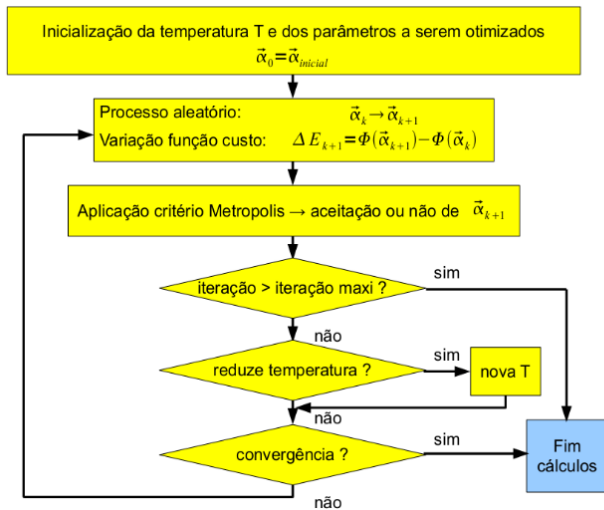 Inicialização da temperatura T e dos parâmetros a serem otimizados
α⃗₀=α⃗inicial
Processo aleatório: α⃗ₖ→α⃗ₖ₊₁
Variação função custo: ΔEₖ₊₁=Φ(α⃗ₖ₊₁)−Φ(α⃗ₖ)
Aplicação critério Metropolis → aceitação ou não de α⃗ₖ₊₁
iteração > iteração maxi ?
sim
não
reduze temperatura ?
sim
nova T
não
convergência ?
sim
Fim
cálculos
não